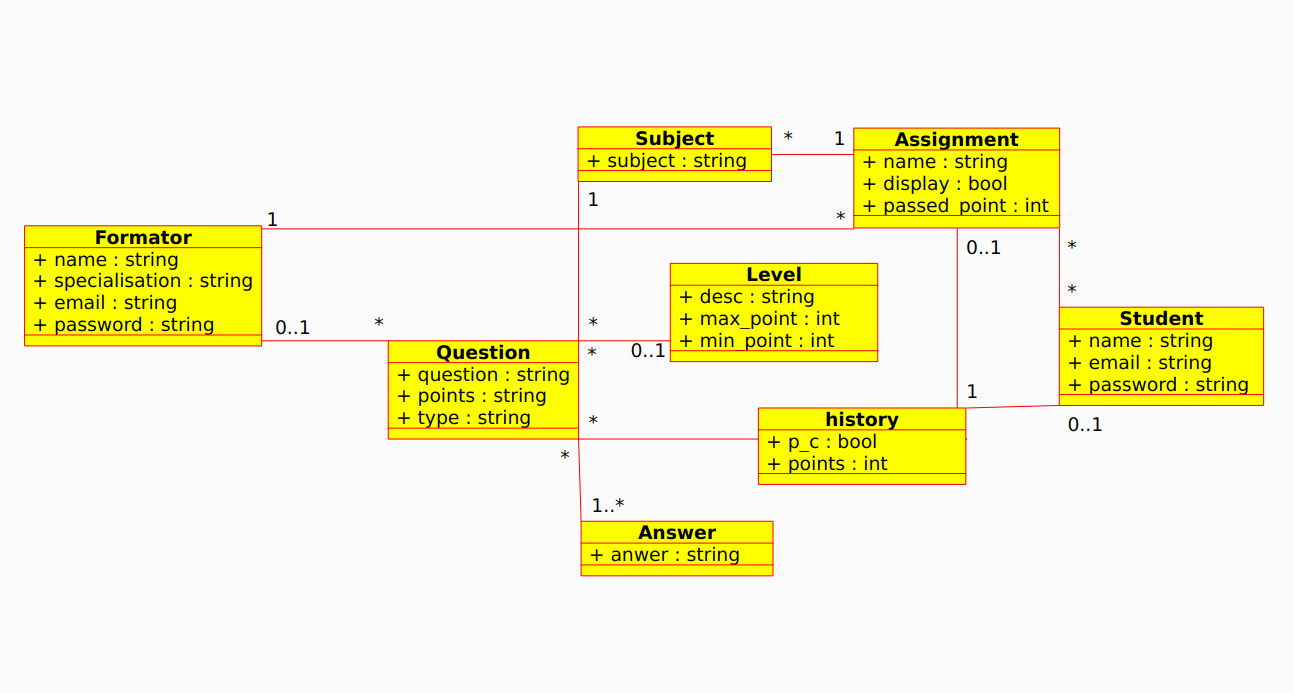 Subject
+ subject : string
* 1
Assignment
+ name : string
+ display : bool
+ passed_point : int
1
1
*
Formator
+ name : string
+ specialisation : string
+ email : string
+ password : string
0..1
*
0..1 *
*
Level
+ desc : string
+ max_point : int
+ min_point : int
*
* 0..1
Student
+ name : string
+ email : string
+ password : string
Question
+ question : string
+ points : string
+ type : string
*
1
0..1
history
+ p_c : bool
+ points : int
*
1..*
Answer
+ anwer : string